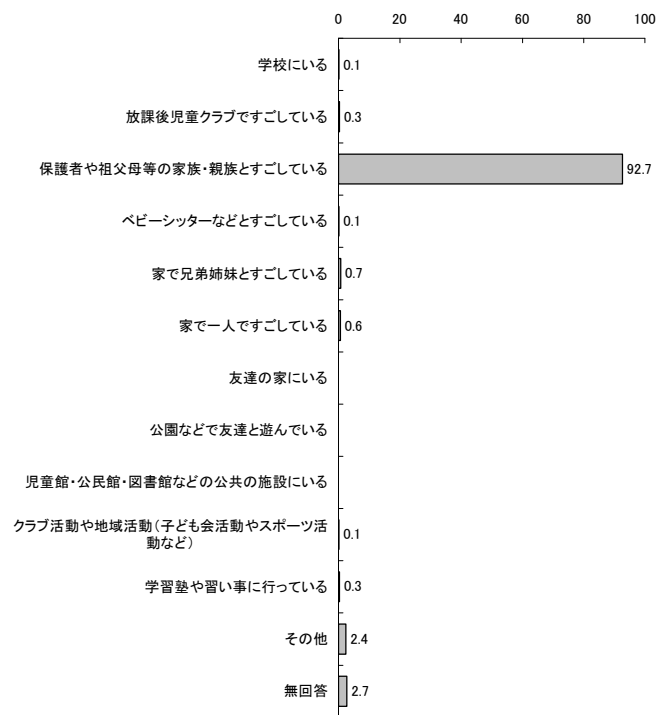 0 20 40 60 80 100
学校にいる 0.1
放課後児童クラブですごしている 0.3
保護者や祖父母等の家族・親族とすごしている 92.7
ベビーシッターなどとすごしている 0.1
家で兄弟姉妹とすごしている 0.7
家で一人ですごしている 0.6
友達の家にいる
公園などで友達と遊んでいる
児童館・公民館・図書館などの公共の施設にいる
クラブ活動や地域活動（子ども会活動やスポーツ活
動など） 0.1
学習塾や習い事に行っている 0.3
その他 2.4
無回答 2.7